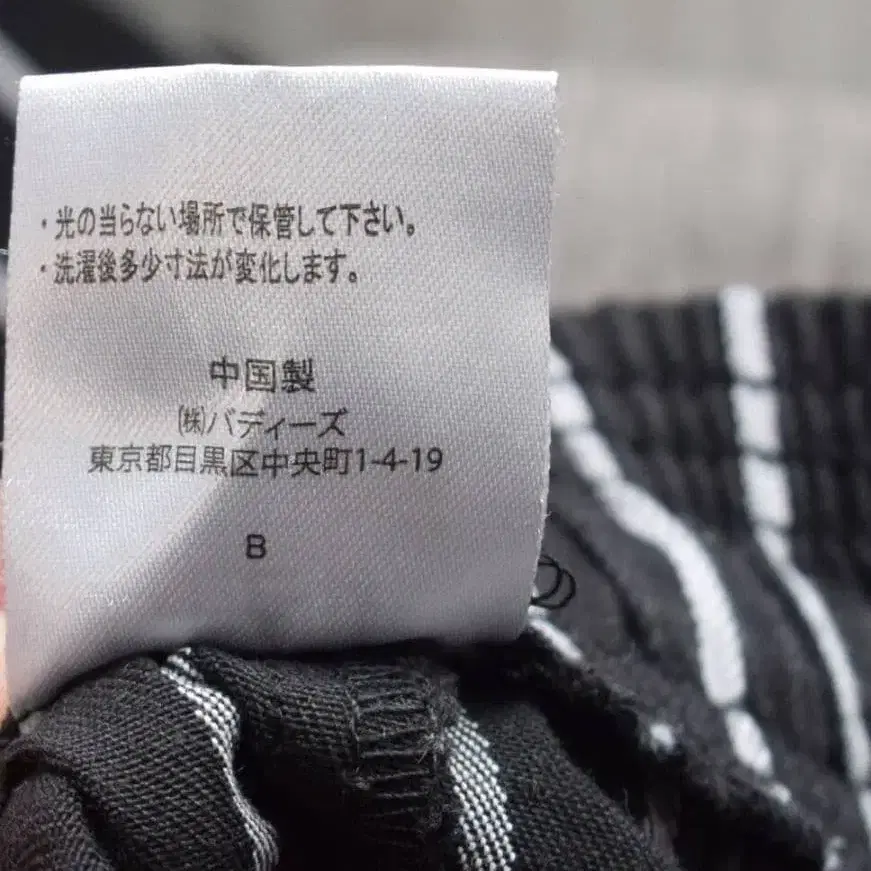 ・光の当らない場所で保管して下さい。
・洗濯後多少寸法が変化します。
中国製
㈱バディーズ
東京都目黒区中央町1-4-19
B